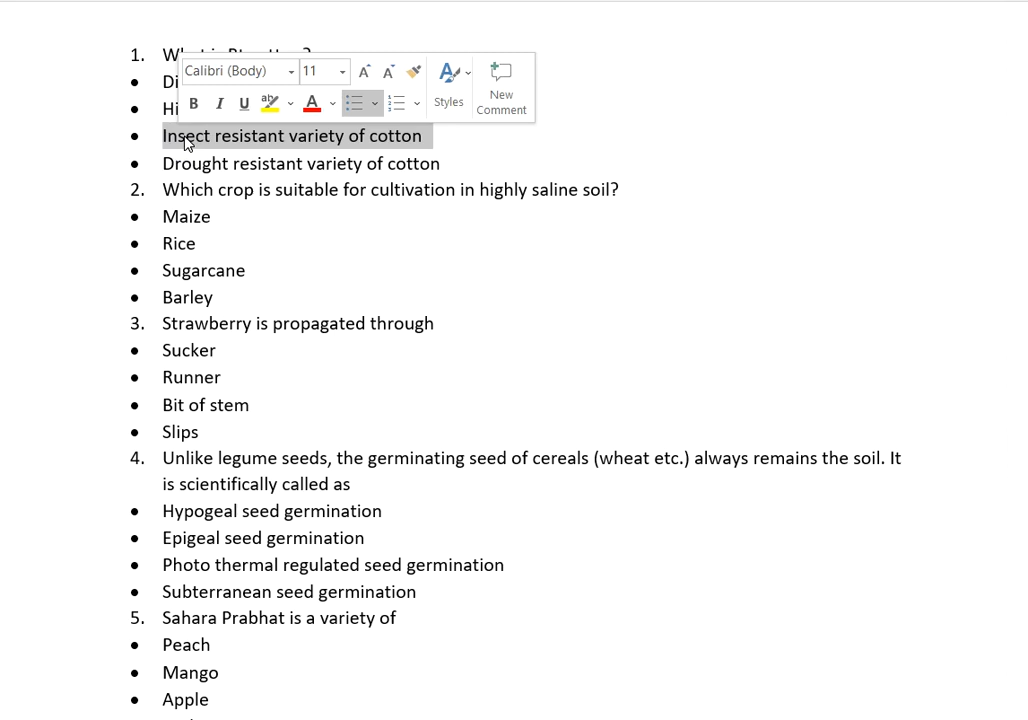 1. W
Calibri (Body) 11
A A
Di
B I U ab A Styles New Comment
Hi
• Insect resistant variety of cotton
• Drought resistant variety of cotton
2. Which crop is suitable for cultivation in highly saline soil?
• Maize
• Rice
• Sugarcane
• Barley
3. Strawberry is propagated through
• Sucker
• Runner
• Bit of stem
• Slips
4. Unlike legume seeds, the germinating seed of cereals (wheat etc.) always remains the soil. It
is scientifically called as
• Hypogeal seed germination
• Epigeal seed germination
• Photo thermal regulated seed germination
• Subterranean seed germination
5. Sahara Prabhat is a variety of
• Peach
• Mango
• Apple